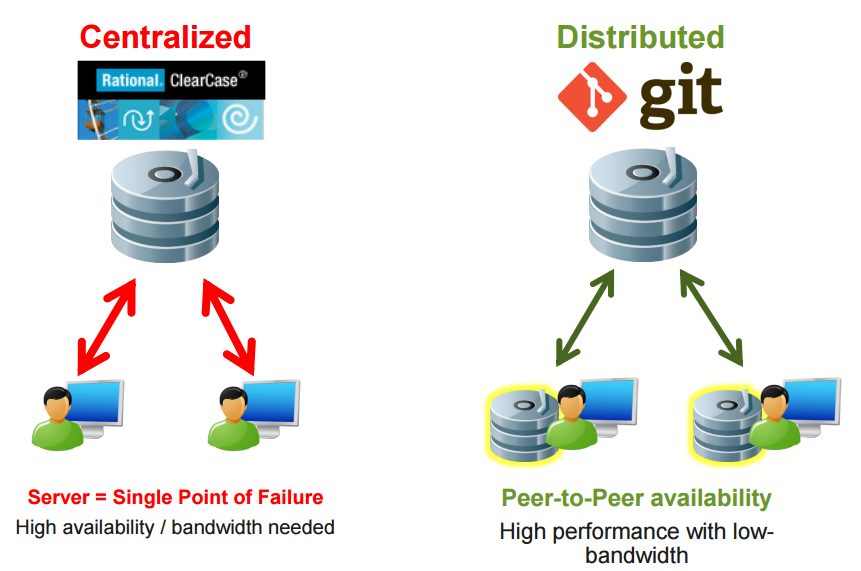 Centralized
Rational. ClearCase®
Server = Single Point of Failure
High availability / bandwidth needed
Distributed
git
Peer-to-Peer availability
High performance with low-
bandwidth